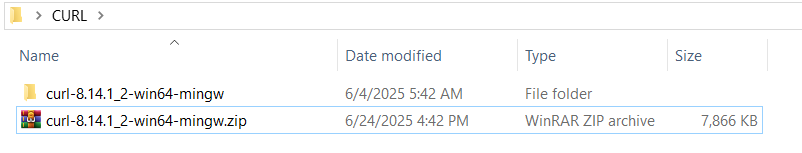 CURL
Name Date modified Type Size
curl-8.14.1_2-win64-mingw 6/4/2025 5:42 AM File folder
curl-8.14.1_2-win64-mingw.zip 6/24/2025 4:42 PM WinRAR ZIP archive 7,866 KB